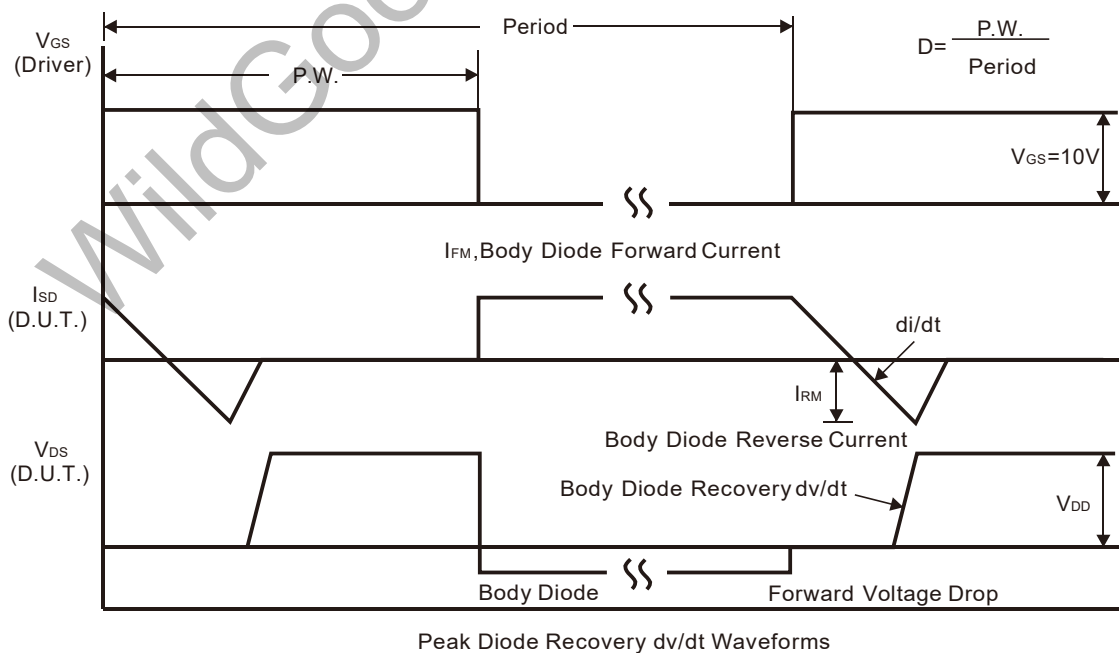 Period
VGS
(Driver)
P.W.
D= P.W.
Period
VGS=10V
IFM,Body Diode Forward Current
ISD
(D.U.T.)
di/dt
IRM
Body Diode Reverse Current
VDS
(D.U.T.)
Body Diode Recovery dv/dt
VDD
Body Diode
Forward Voltage Drop
Peak Diode Recovery dv/dt Waveforms